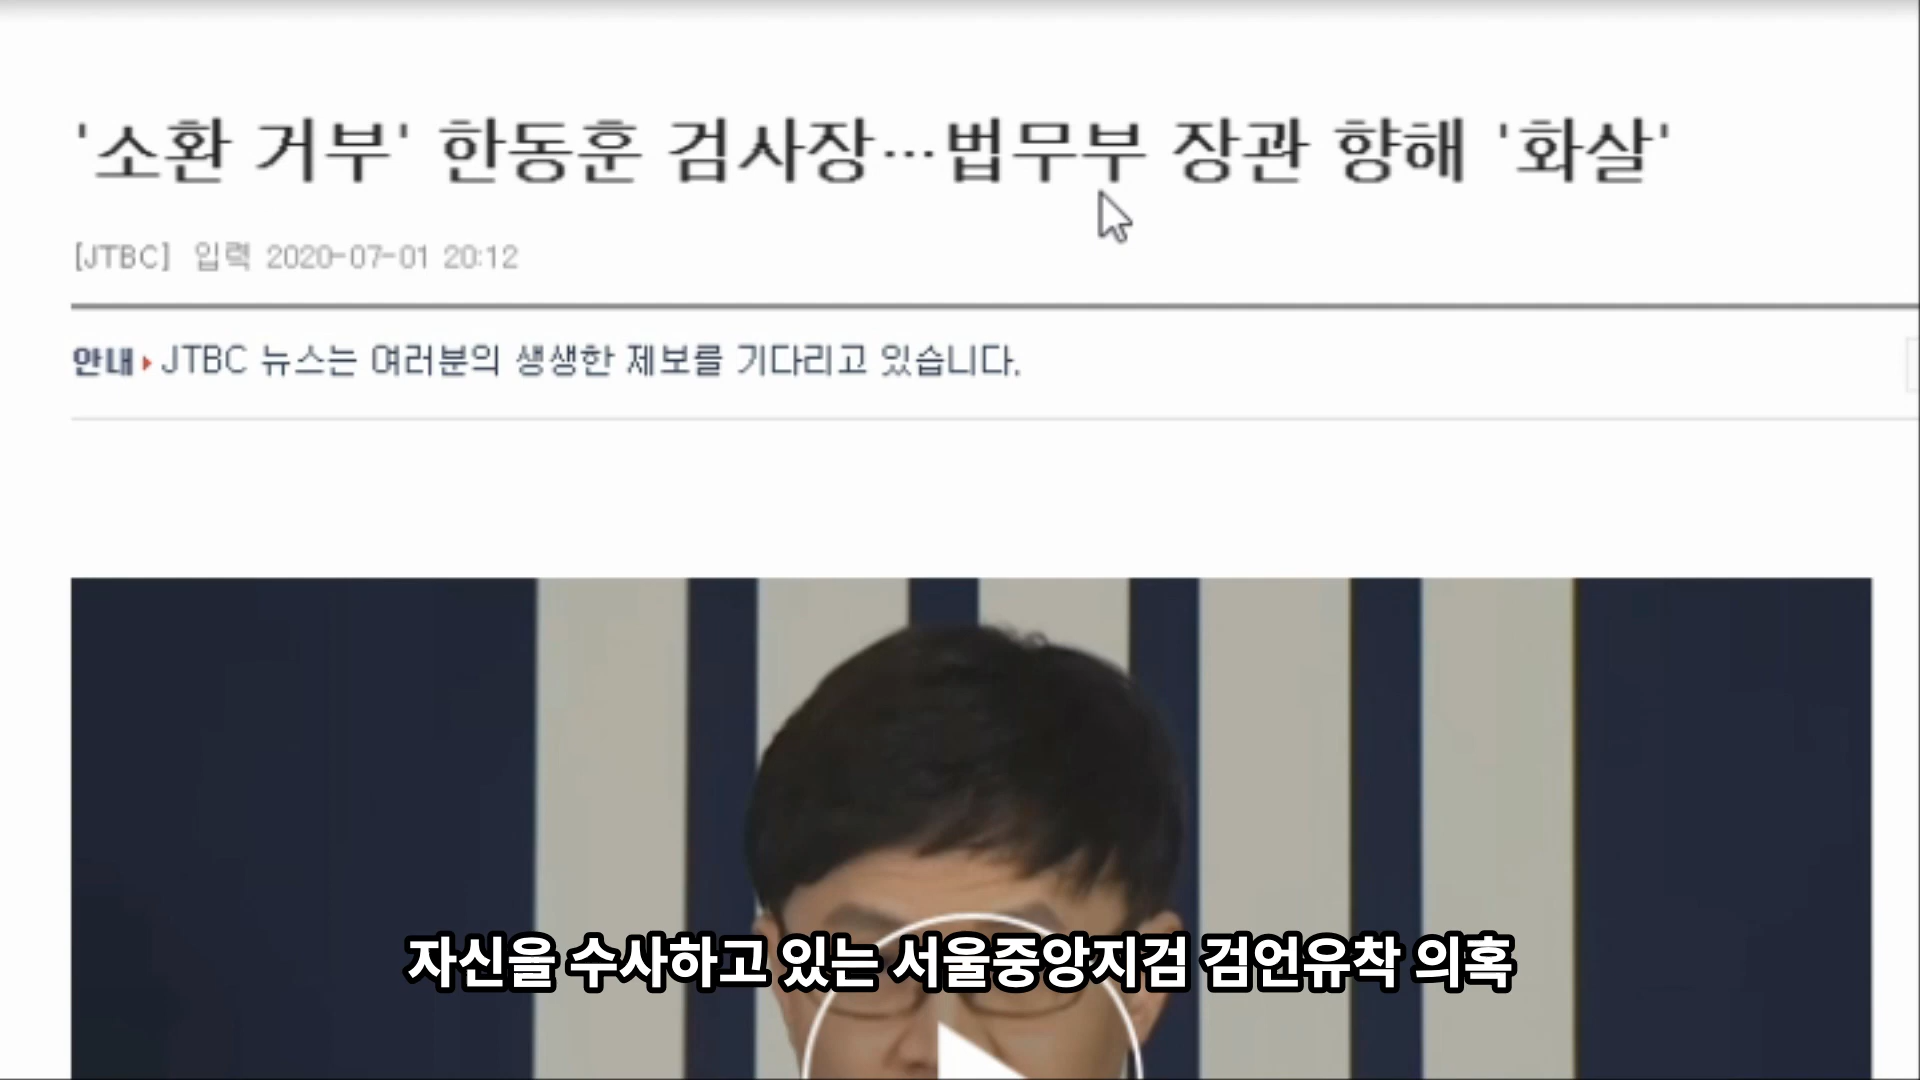 '소환 거부' 한동훈 검사장…법무부 장관 향해 '화살'
[JTBC] 입력 2020-07-01 20:12
안내 JTBC 뉴스는 여러분의 생생한 제보를 기다리고 있습니다.
자신을 수사하고 있는 서울중앙지검 검언유착 의혹